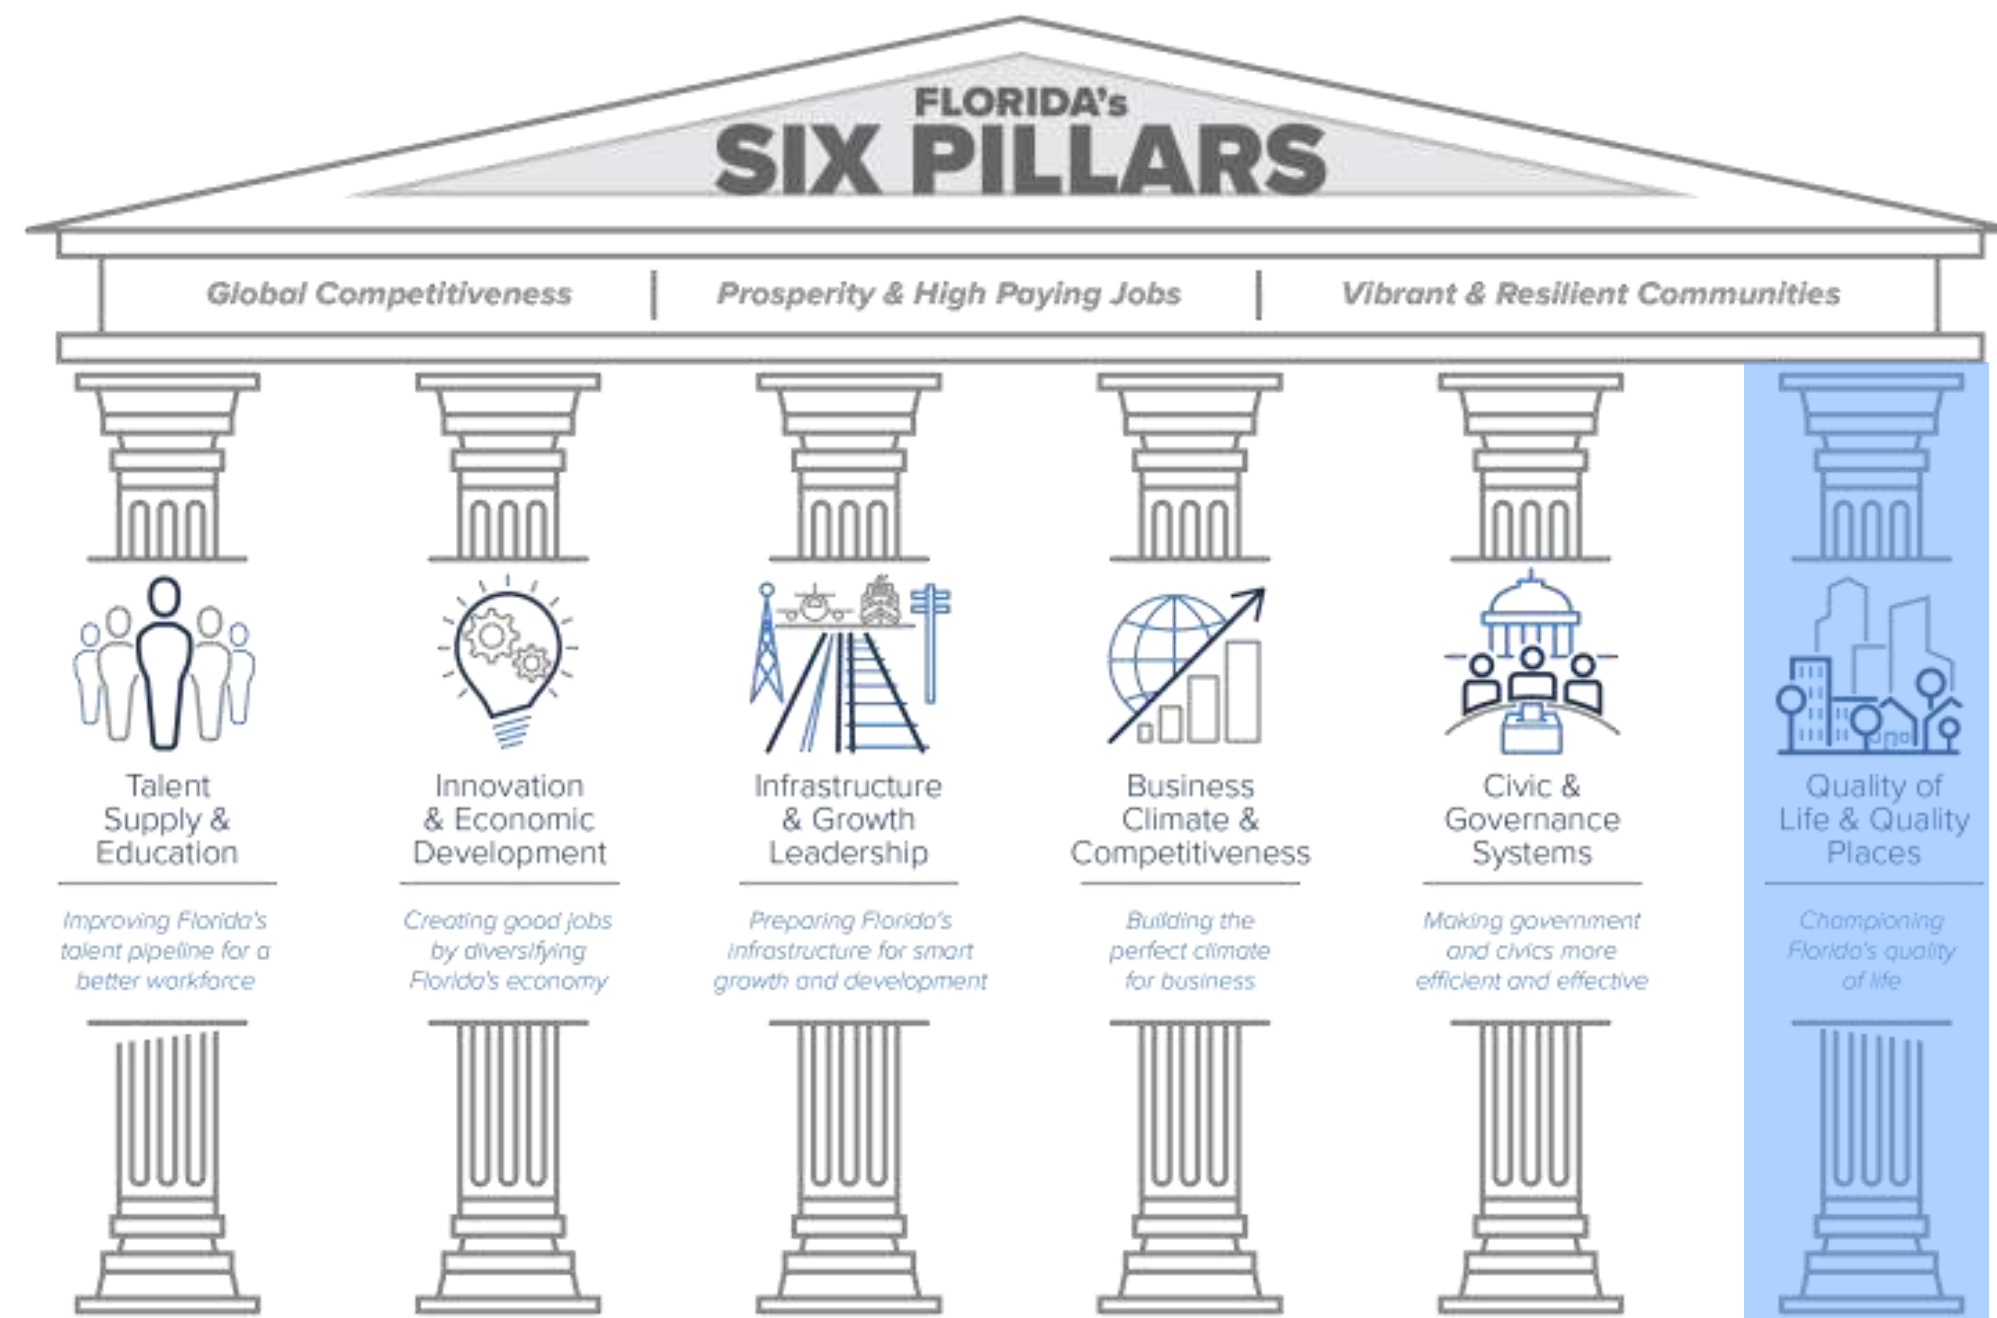 FLORIDA's
SIX PILLARS
Global Competitiveness | Prosperity & High Paying Jobs | Vibrant & Resilient Communities
Talent
Supply &
Education
Improving Florida's
talent pipeline for a
better workforce
Innovation
& Economic
Development
Creating good jobs
by diversifying
Florida's economy
Infrastructure
& Growth
Leadership
Preparing Florida's
infrastructure for smart
growth and development
Business
Climate &
Competitiveness
Building the
perfect climate
for business
Civic &
Governance
Systems
Making government
and civics more
efficient and effective
Quality of
Life & Quality
Places
Championing
Florida's quality
of life